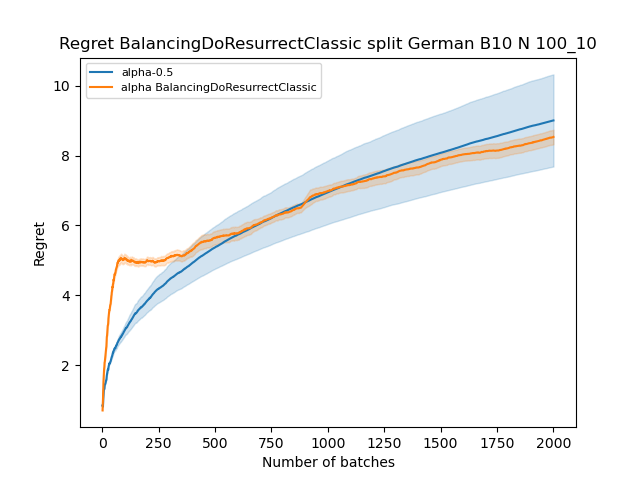 Regret BalancingDoResurrectClassic split German B10 N 100_10
alpha-0.5
alpha BalancingDoResurrectClassic
10
8
6
4
2
Regret
0 250 500 750 1000 1250 1500 1750 2000
Number of batches